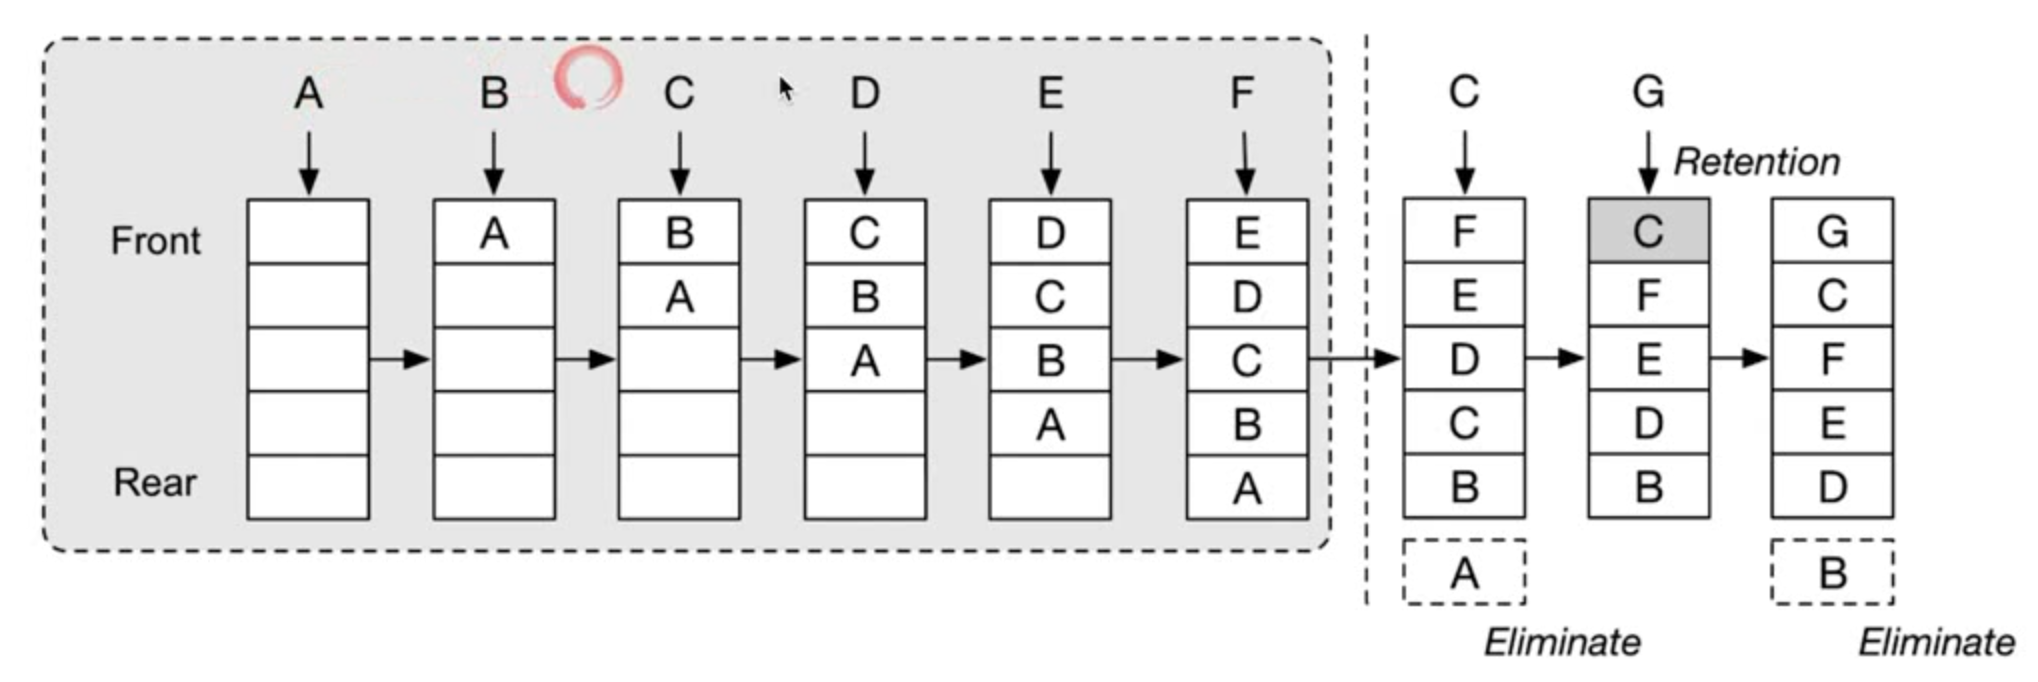 A B C D E F C G
Retention
Front A B C D E F C G
A B C D E F C
B C D E F
Rear A B C D E
A B B D
A B
Eliminate Eliminate